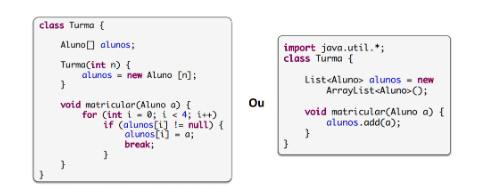 class Turma {
Aluno[] alunos;
Turma(int n) {
alunos = new Aluno [n];
}
void matricular(Aluno a) {
for (int i = 0; i < 4; i++)
if (alunos[i] != null) {
alunos[i] = a;
break;
}
}
}
Ou
import java.util.*;
class Turma {
List<Aluno> alunos = new
ArrayList<Aluno>();
void matricular(Aluno a) {
alunos.add(a);
}
}